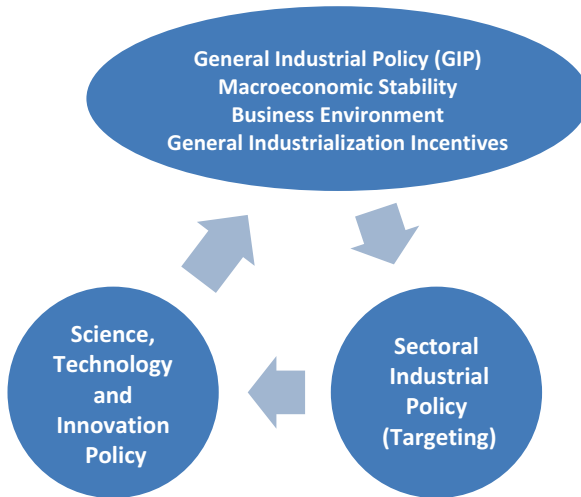 General Industrial Policy (GIP)
Macroeconomic Stability
Business Environment
General Industrialization Incentives
Science,
Technology
and
Innovation
Policy
Sectoral
Industrial
Policy
(Targeting)